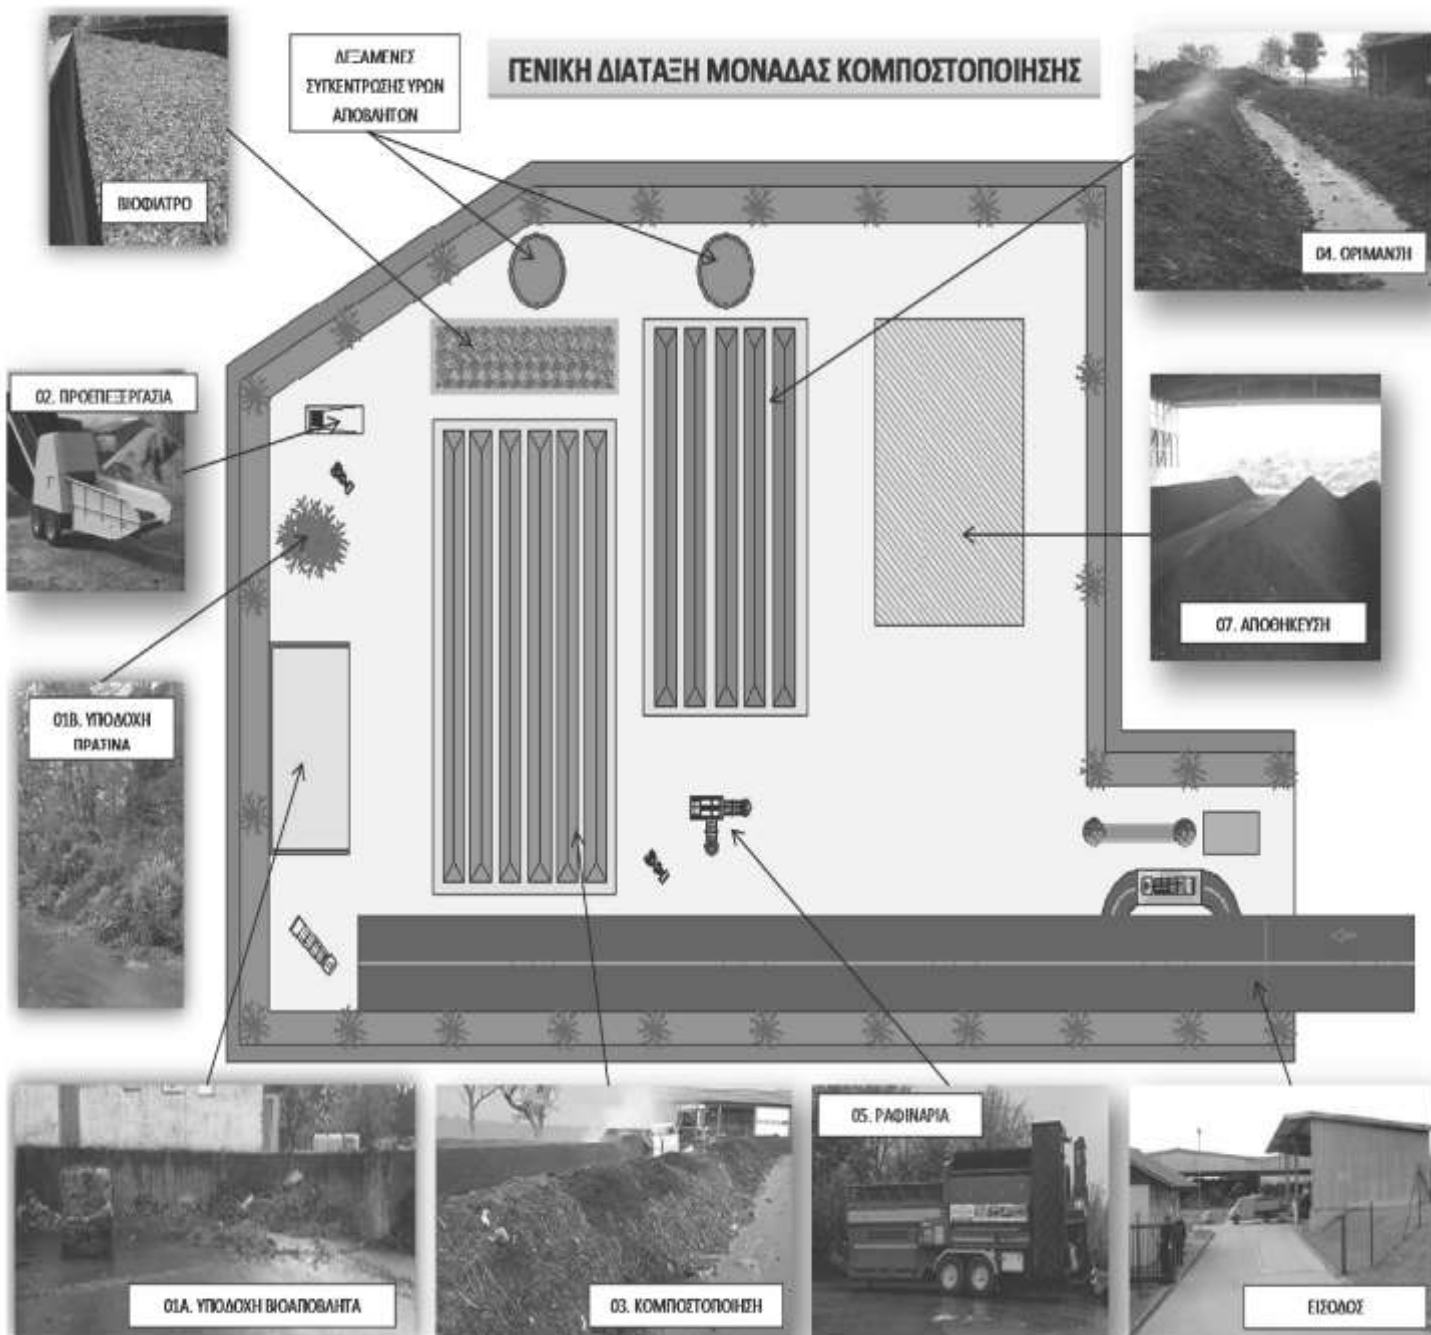 ΓΕΝΙΚΗ ΔΙΑΤΑΞΗ ΜΟΝΑΔΑΣ ΚΟΜΠΟΣΤΟΠΟΙΗΣΗΣ
ΔΕΞΑΜΕΝΕΣ
ΣΥΓΚΕΝΤΡΩΣΗΣ ΥΡΩΝ
ΑΠΟΒΛΗΤΩΝ
ΒΙΟΦΙΛΤΡΟ
04. ΩΡΙΜΑΝΣΗ
02. ΠΡΟΕΠΕΞΕΡΓΑΣΙΑ
07. ΑΠΟΘΗΚΕΥΣΗ
01Β. ΥΠΟΔΟΧΗ
ΠΡΑΣΙΝΑ
05. ΡΑΦΙΝΑΡΙΑ
01Α. ΥΠΟΔΟΧΗ ΒΙΟΑΠΟΒΛΗΤΑ
03. ΚΟΜΠΟΣΤΟΠΟΙΗΣΗ
ΕΙΣΟΔΟΣ